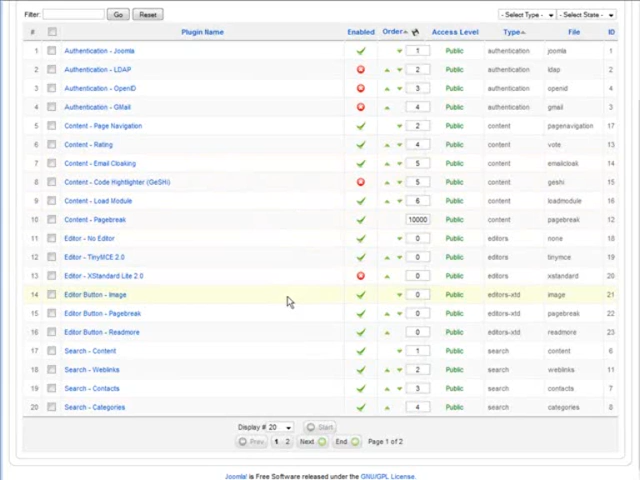 Filter: Go Reset - Select Type - - Select State -
# Plugin Name Enabled Order Access Level Type File ID
1 Authentication - Joomla 1 Public authentication joomla 1
2 Authentication - LDAP 2 Public authentication ldap 2
3 Authentication - OpenID 3 Public authentication openid 4
4 Authentication - GMail 4 Public authentication gmail 3
5 Content - Page Navigation 2 Public content pagenavigation 17
6 Content - Rating 4 Public content vote 13
7 Content - Email Cloaking 5 Public content emailcloak 14
8 Content - Code Hightlighter (GeSHi) 5 Public content geshi 15
9 Content - Load Module 6 Public content loadmodule 16
10 Content - Pagebreak 10000 Public content pagebreak 12
11 Editor - No Editor 0 Public editors none 18
12 Editor - TinyMCE 2.0 0 Public editors tinymce 19
13 Editor - XStandard Lite 2.0 0 Public editors xstandard 20
14 Editor Button - Image 0 Public editors-xtd image 21
15 Editor Button - Pagebreak 0 Public editors-xtd pagebreak 22
16 Editor Button - Readmore 0 Public editors-xtd readmore 23
17 Search - Content 1 Public search content 6
18 Search - Weblinks 2 Public search weblinks 11
19 Search - Contacts 3 Public search contacts 7
20 Search - Categories 4 Public search categories 8
Display # 20 Start
Prev 1 2 Next End Page 1 of 2
Joomla! is Free Software released under the GNU/GPL License.